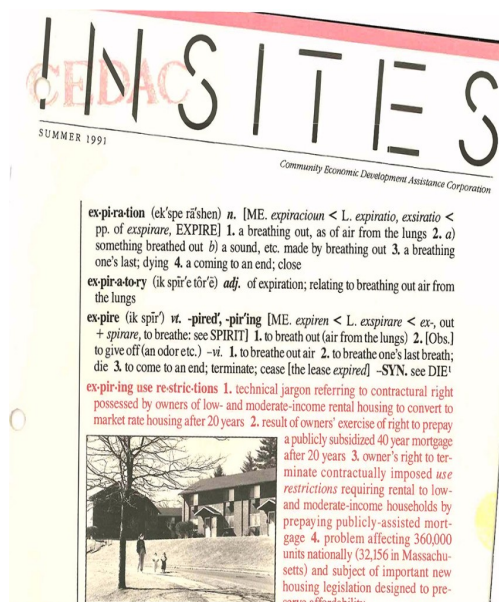 INSITES
CEDAC
SUMMER 1991
Community Economic Development Assistance Corporation
ex·pi·ra·tion (ek'spe rā'shen) n. [ME. expiracioun < L. expiratio, exsiratio <
pp. of exspirare, EXPIRE] 1. a breathing out, as of air from the lungs 2. a)
something breathed out b) a sound, etc. made by breathing out 3. a breathing
one's last; dying 4. a coming to an end; close
ex·pir·a·to·ry (ik spīr'e tôr'ē) adj. of expiration; relating to breathing out air from
the lungs
ex·pire (ik spīr') vt. -pired', -pir'ing [ME. expiren < L. exspirare < ex-, out
+ spirare, to breathe: see SPIRIT] 1. to breath out (air from the lungs) 2. [Obs.]
to give off (an odor etc.) –vi. 1. to breathe out air 2. to breathe one's last breath;
die 3. to come to an end; terminate; cease [the lease expired] –SYN. see DIE¹
ex·pir·ing use re·stric·tions 1. technical jargon referring to contractural right
possessed by owners of low- and moderate-income rental housing to convert to
market rate housing after 20 years 2. result of owners' exercise of right to prepay
a publicly subsidized 40 year mortgage
after 20 years 3. owner's right to ter-
minate contractually imposed use
restrictions requiring rental to low-
and moderate-income households by
prepaying publicly-assisted mort-
gage 4. problem affecting 360,000
units nationally (32,156 in Massachu-
setts) and subject of important new
housing legislation designed to pre-
serve affordability